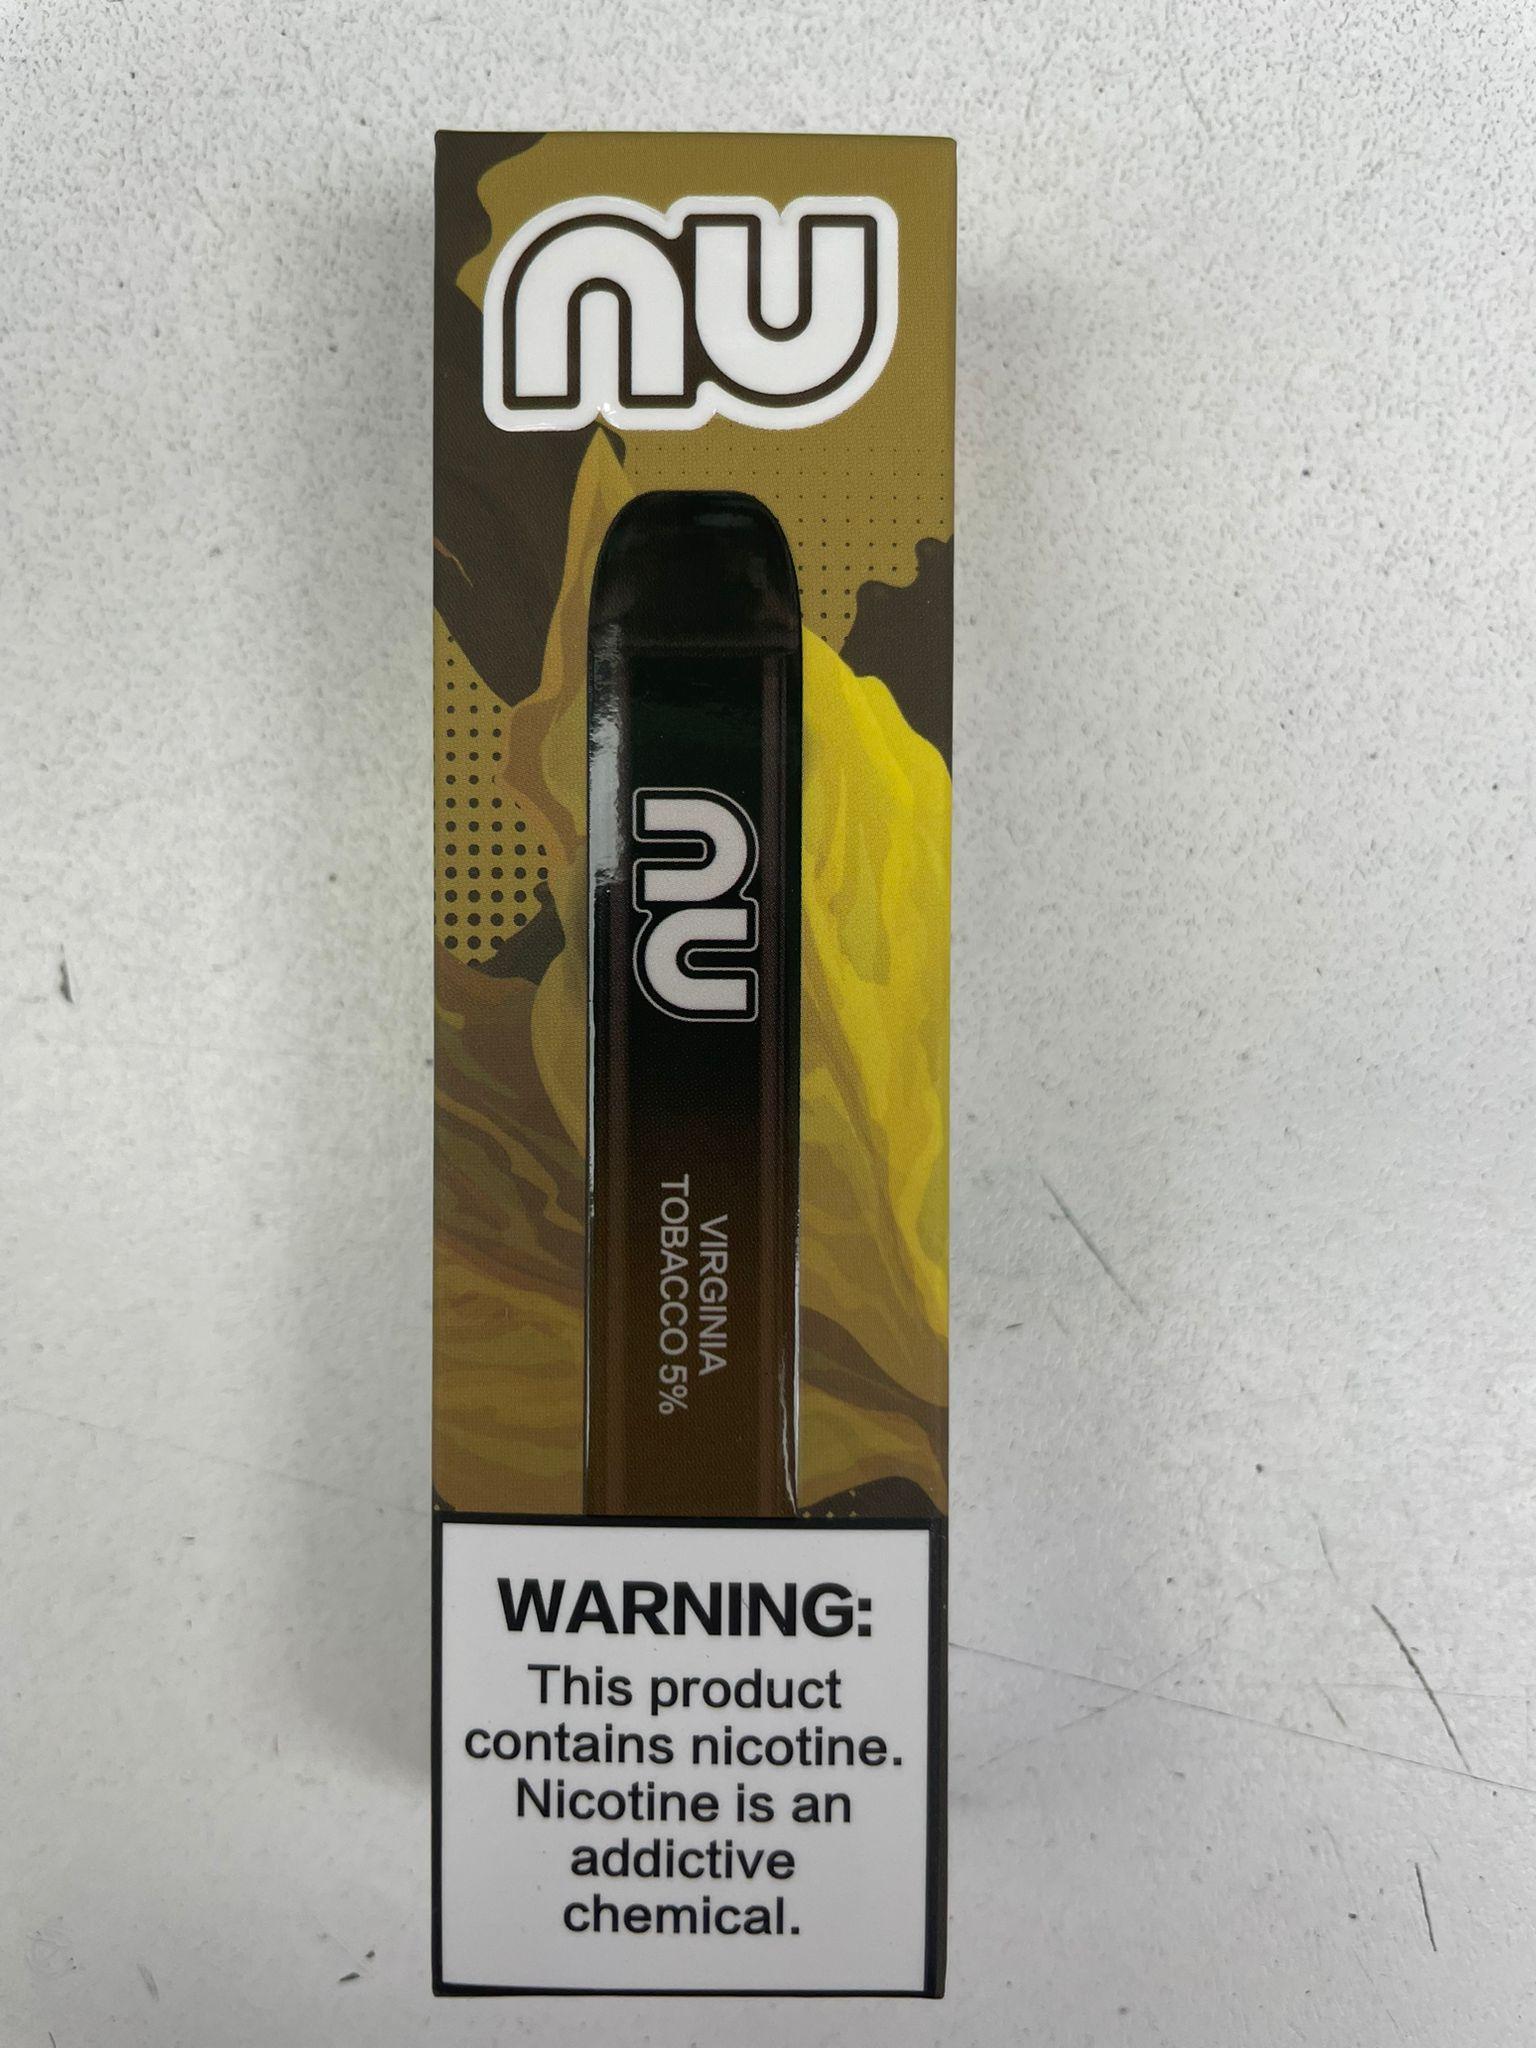 nu
nu
VIRGINIA
TOBACCO 5%
WARNING:
This product
contains nicotine.
Nicotine is an
addictive
chemical.